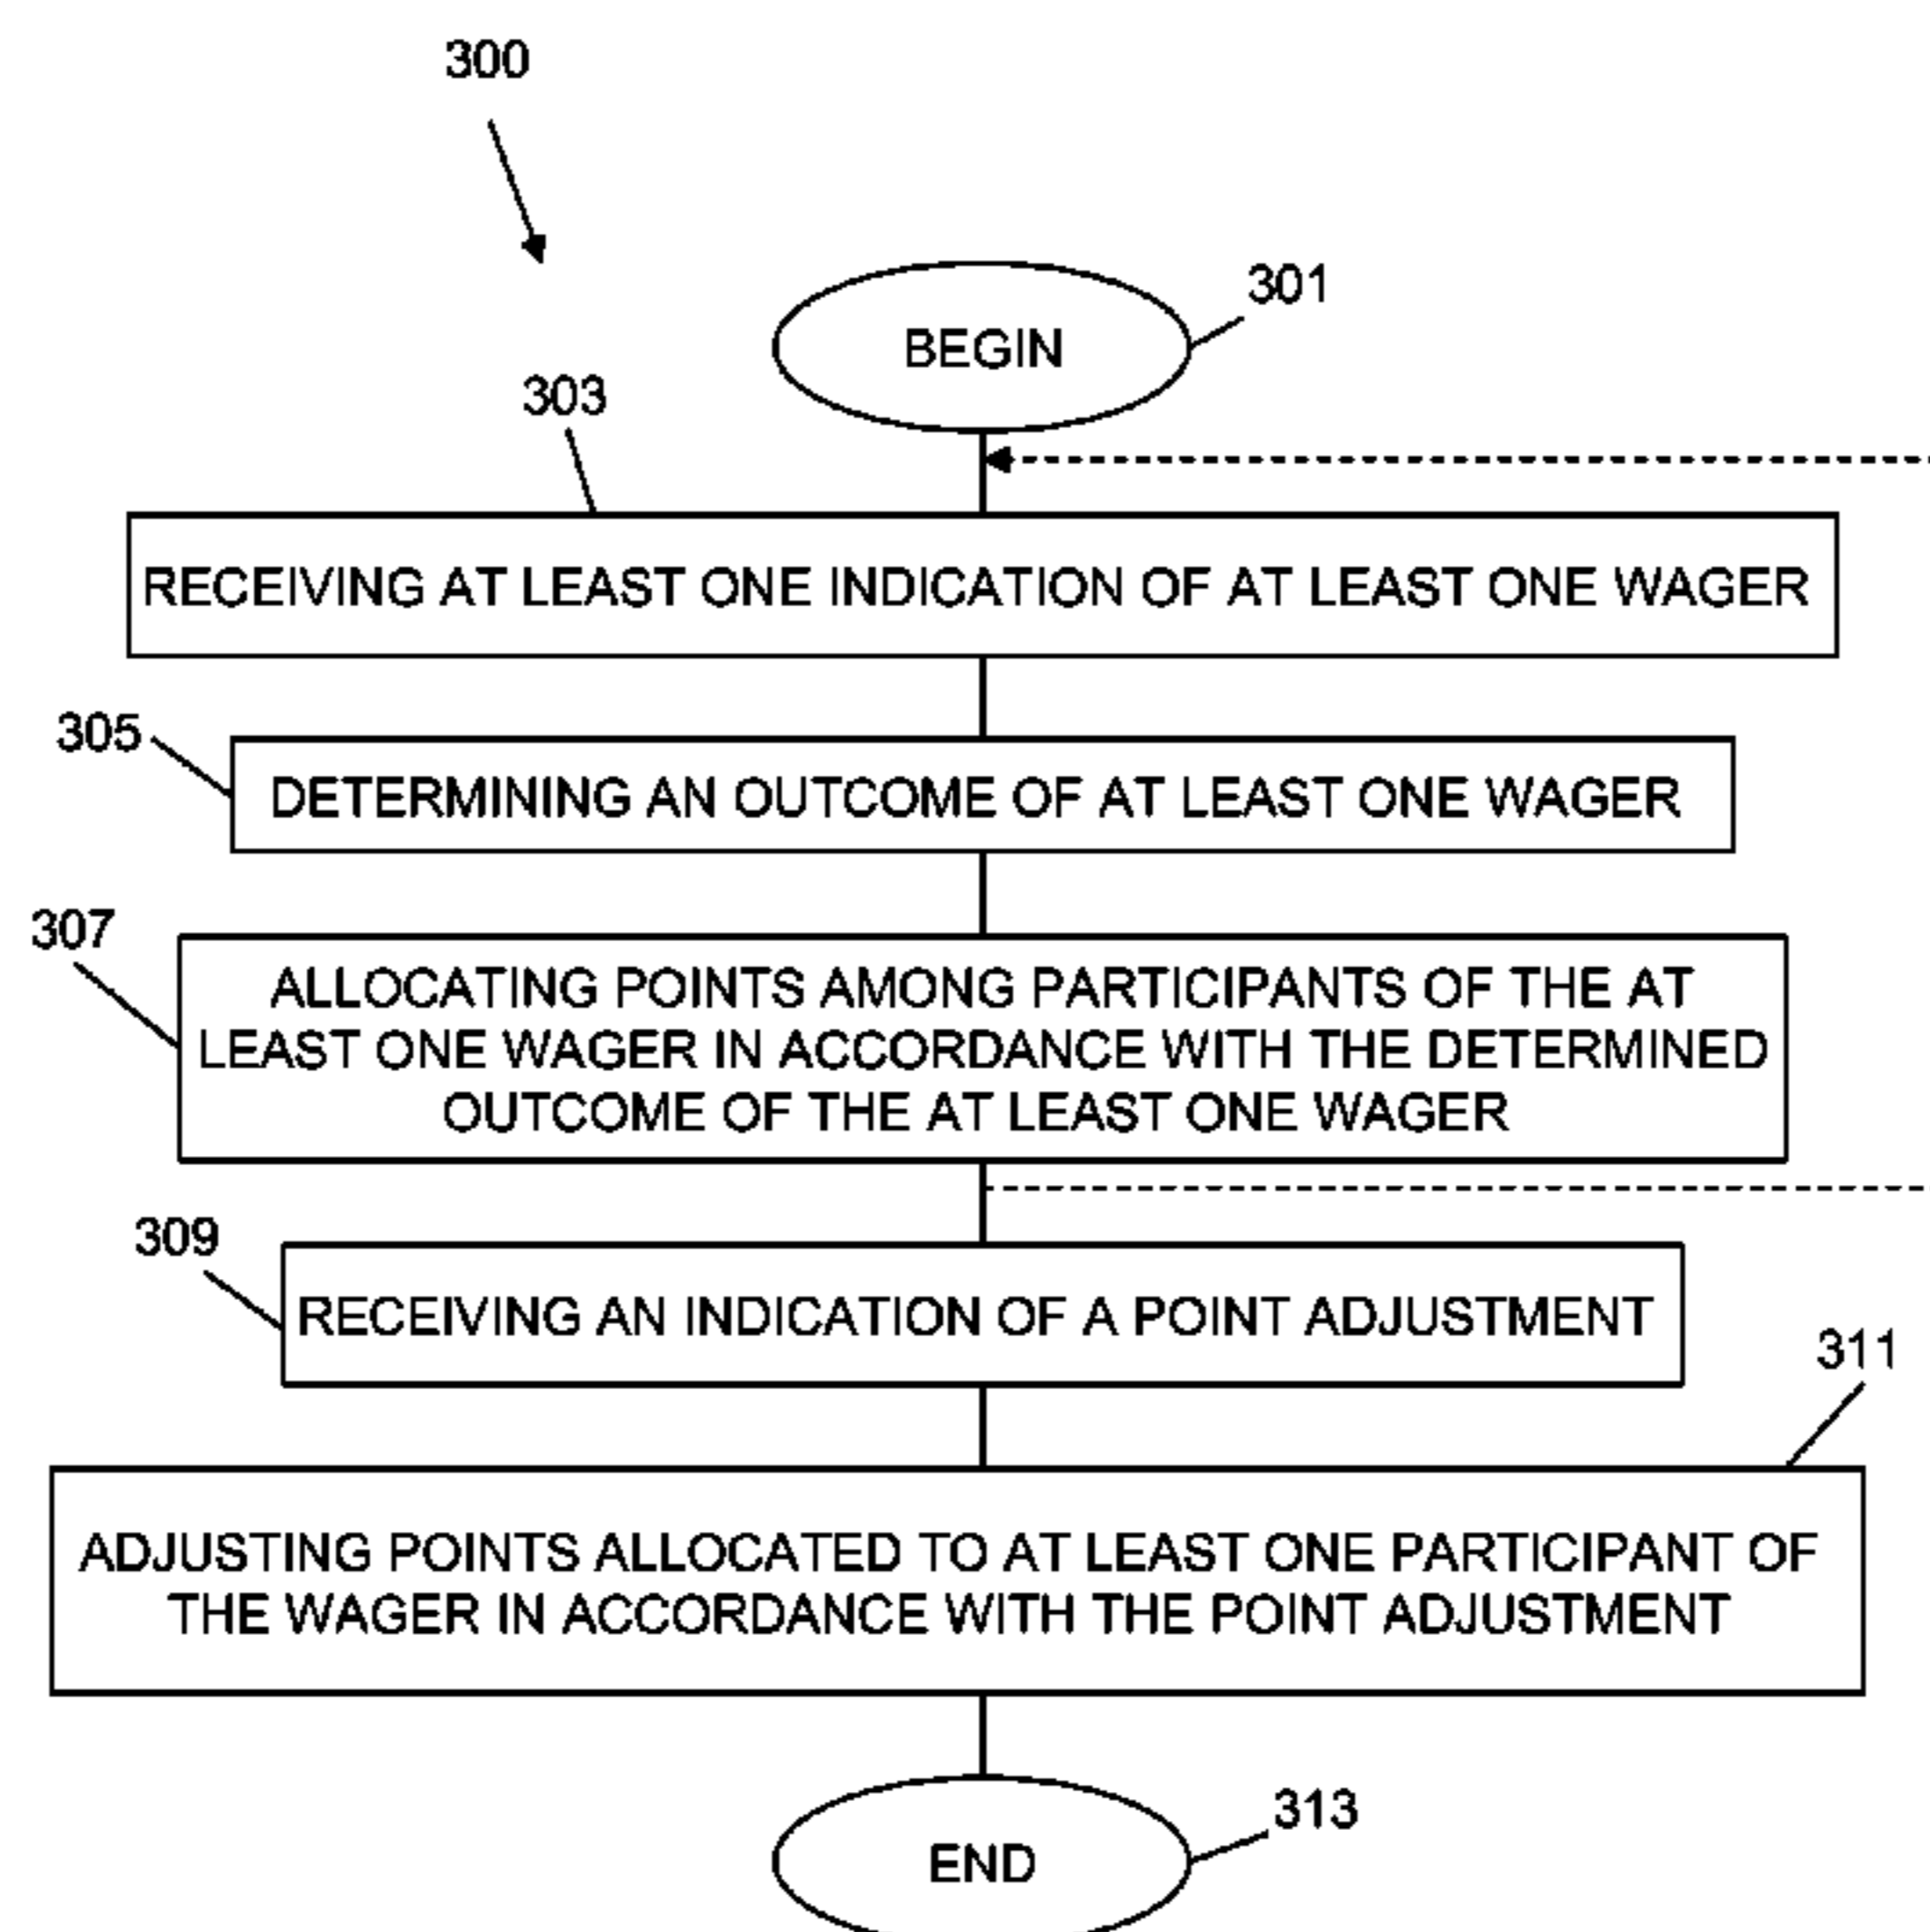 300
301
BEGIN
303
RECEIVING AT LEAST ONE INDICATION OF AT LEAST ONE WAGER
305
DETERMINING AN OUTCOME OF AT LEAST ONE WAGER
307
ALLOCATING POINTS AMONG PARTICIPANTS OF THE AT
LEAST ONE WAGER IN ACCORDANCE WITH THE DETERMINED
OUTCOME OF THE AT LEAST ONE WAGER
309
RECEIVING AN INDICATION OF A POINT ADJUSTMENT
311
ADJUSTING POINTS ALLOCATED TO AT LEAST ONE PARTICIPANT OF
THE WAGER IN ACCORDANCE WITH THE POINT ADJUSTMENT
313
END